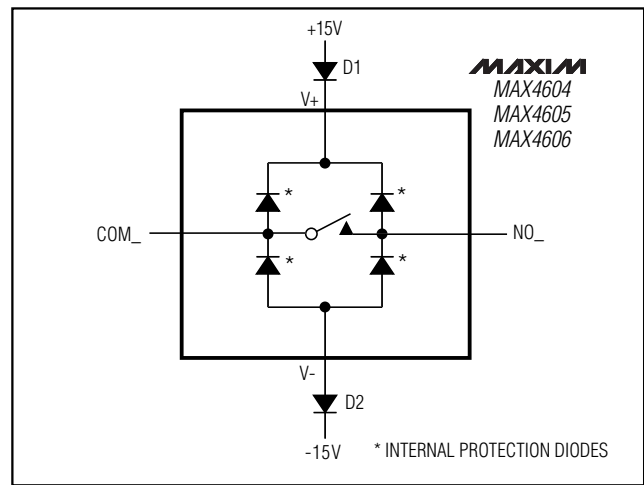 +15V
D1
MAXIM
V+
MAX4604
MAX4605
MAX4606
* *
COM_
NO_
* *
V-
D2
-15V
* INTERNAL PROTECTION DIODES